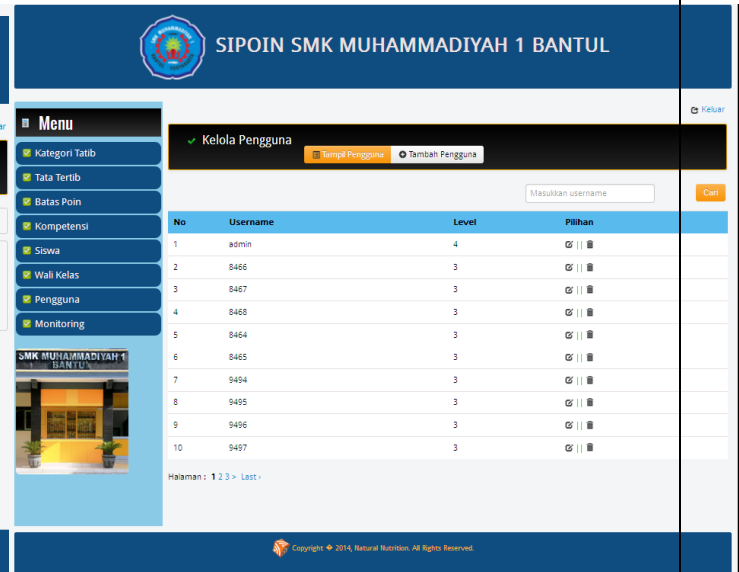 SIPOIN SMK MUHAMMADIYAH 1 BANTUL
Keluar
Menu
Kategori Tatib
Tata Tertib
Batas Poin
Kompetensi
Siswa
Wali Kelas
Pengguna
Monitoring
SMK MUHAMMADIYAH 1
BANTUL
Kelola Pengguna
Tampil Pengguna Tambah Pengguna
Masukkan username Cari
No Username Level Pilihan
1 admin 4 ||
2 8466 3 ||
3 8467 3 ||
4 8468 3 ||
5 8464 3 ||
6 8465 3 ||
7 9494 3 ||
8 9495 3 ||
9 9496 3 ||
10 9497 3 ||
Halaman : 1 2 3 > Last ›
Copyright � 2014, Natural Nutrition. All Rights Reserved.